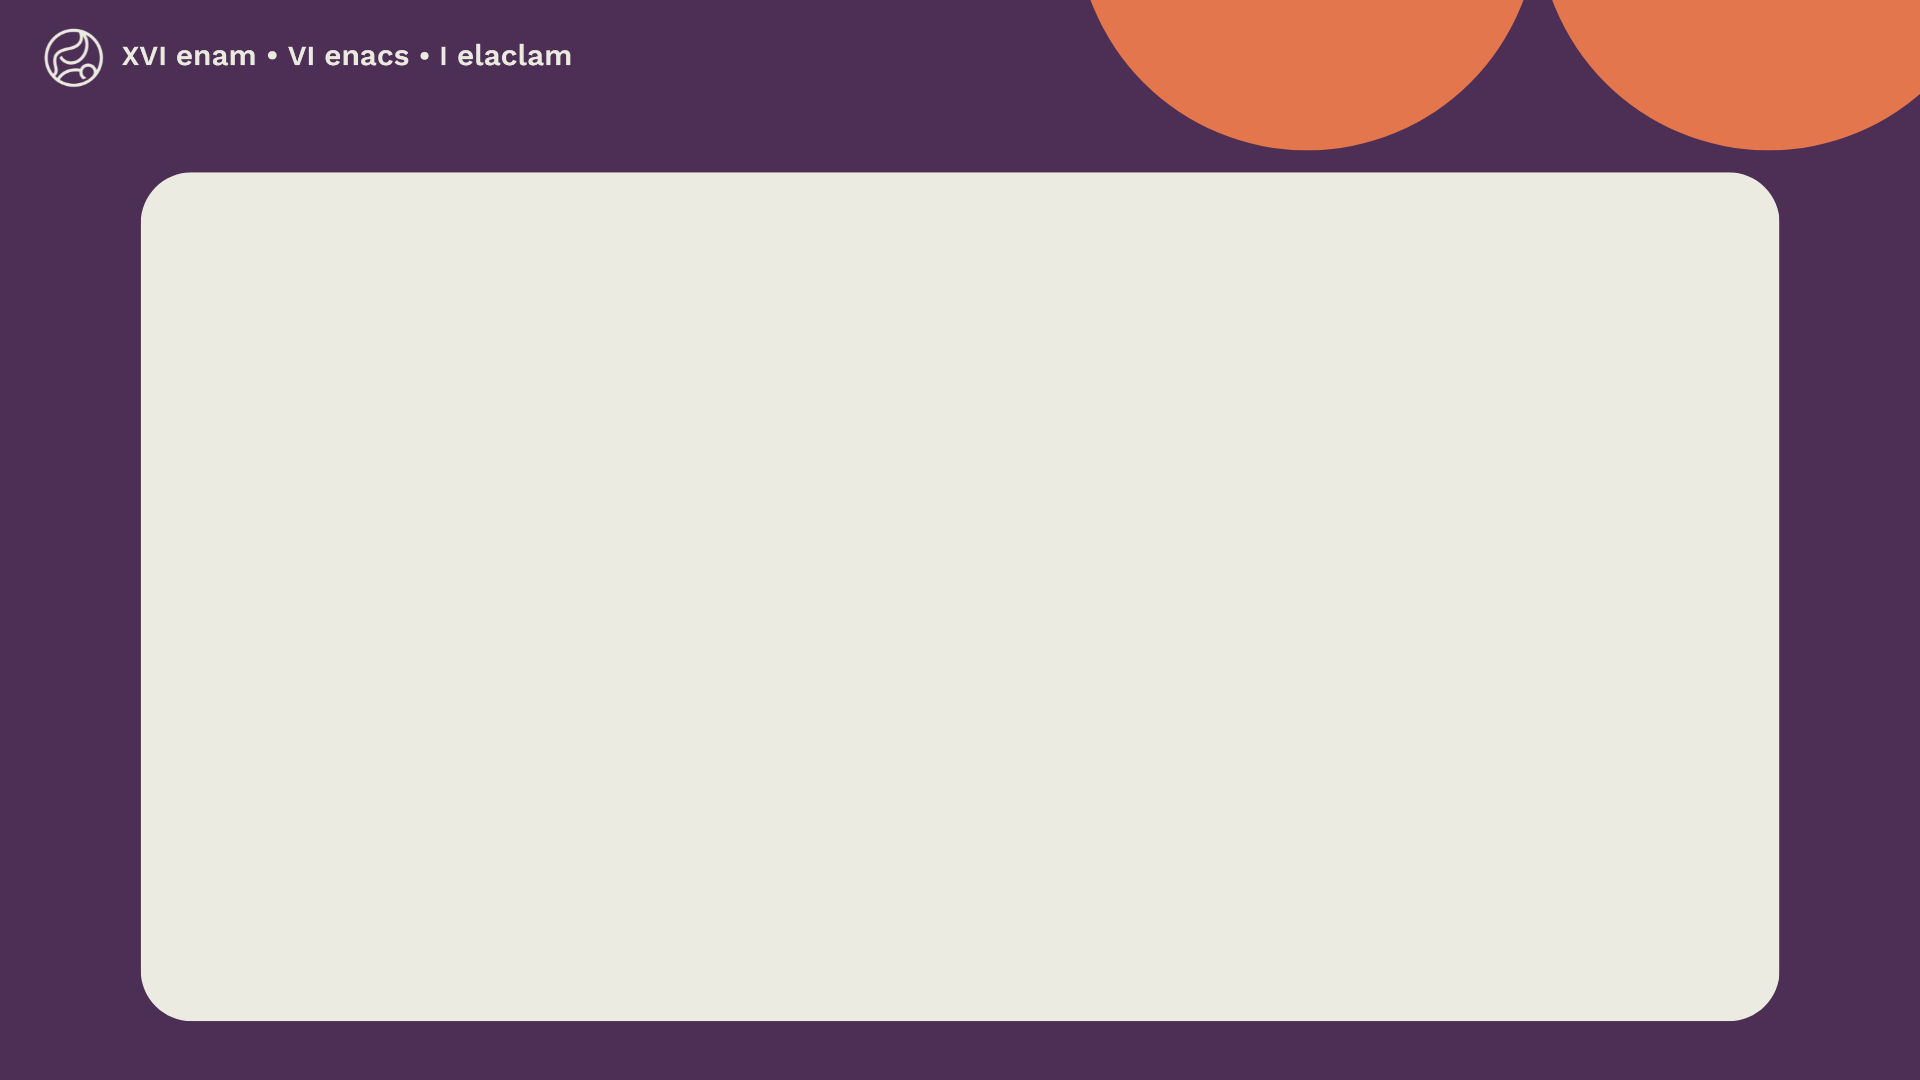 XVI enam • VI enacs • I elaclam